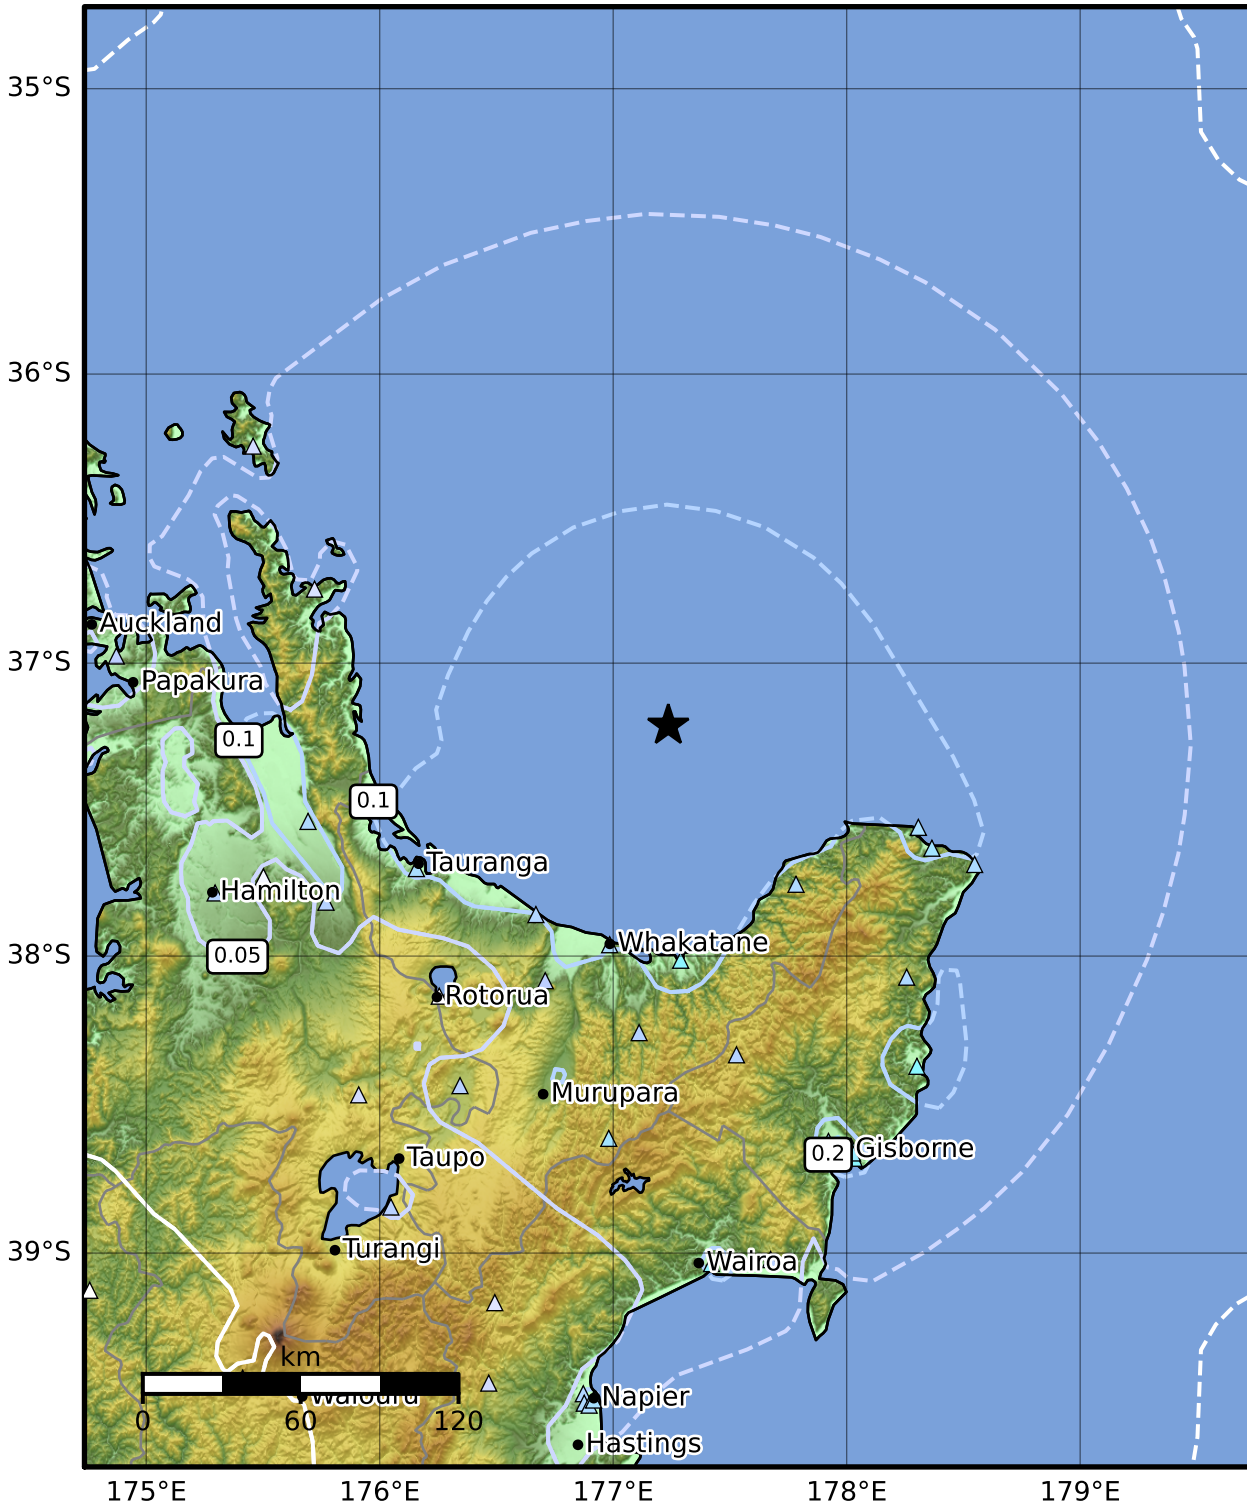 35°S
36°S
Auckland
37°S
Papakura
0.1
0.1
Tauranga
Hamilton
Whakatane
38°S
0.05
Rotorua
Murupara
0.2
Gisborne
Taupo
Turangi
39°S
Wairoa
km
Waiouru
Napier
0
60
120
Hastings
175°E
176°E
177°E
178°E
179°E